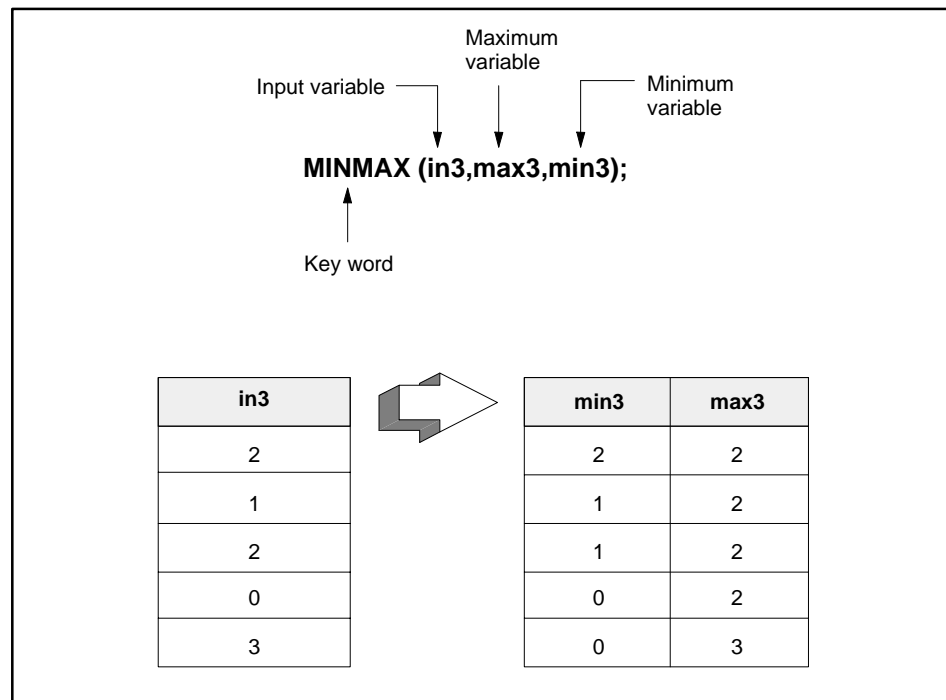 Maximum
variable
Input variable
Minimum
variable
MINMAX (in3,max3,min3);
Key word
in3
2
1
2
0
3
min3 max3
2 2
1 2
1 2
0 2
0 3